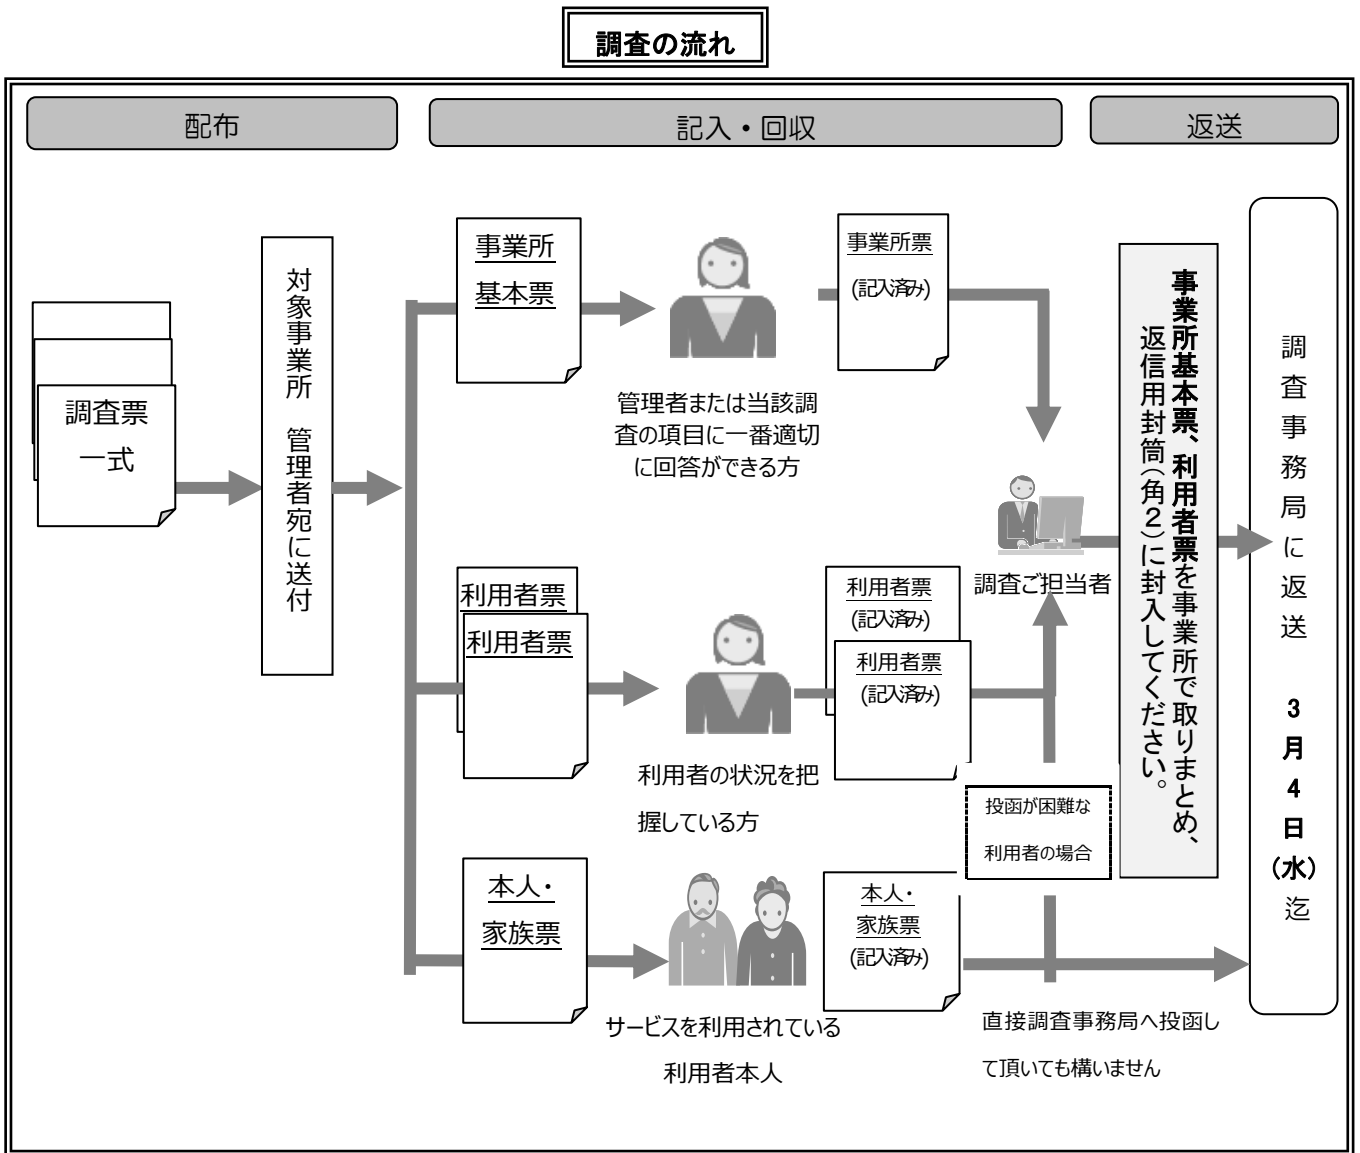 調査の流れ
配布
記入・回収
返送
調査票
一式
対象事業所 管理者宛に送付
事業所
基本票
管理者または当該調
査の項目に一番適切
に回答ができる方
事業所票
(記入済み)
利用者票
利用者票
利用者の状況を把
握している方
利用者票
(記入済み)
利用者票
(記入済み)
本人・
家族票
サービスを利用されている
利用者本人
本人・
家族票
(記入済み)
調査ご担当者
投函が困難な
利用者の場合
直接調査事務局へ投函し
て頂いても構いません
事業所基本票、利用者票を事業所で取りまとめ、
返信用封筒(角2)に封入してください。
調査事務局に返送 3月4日(水)迄